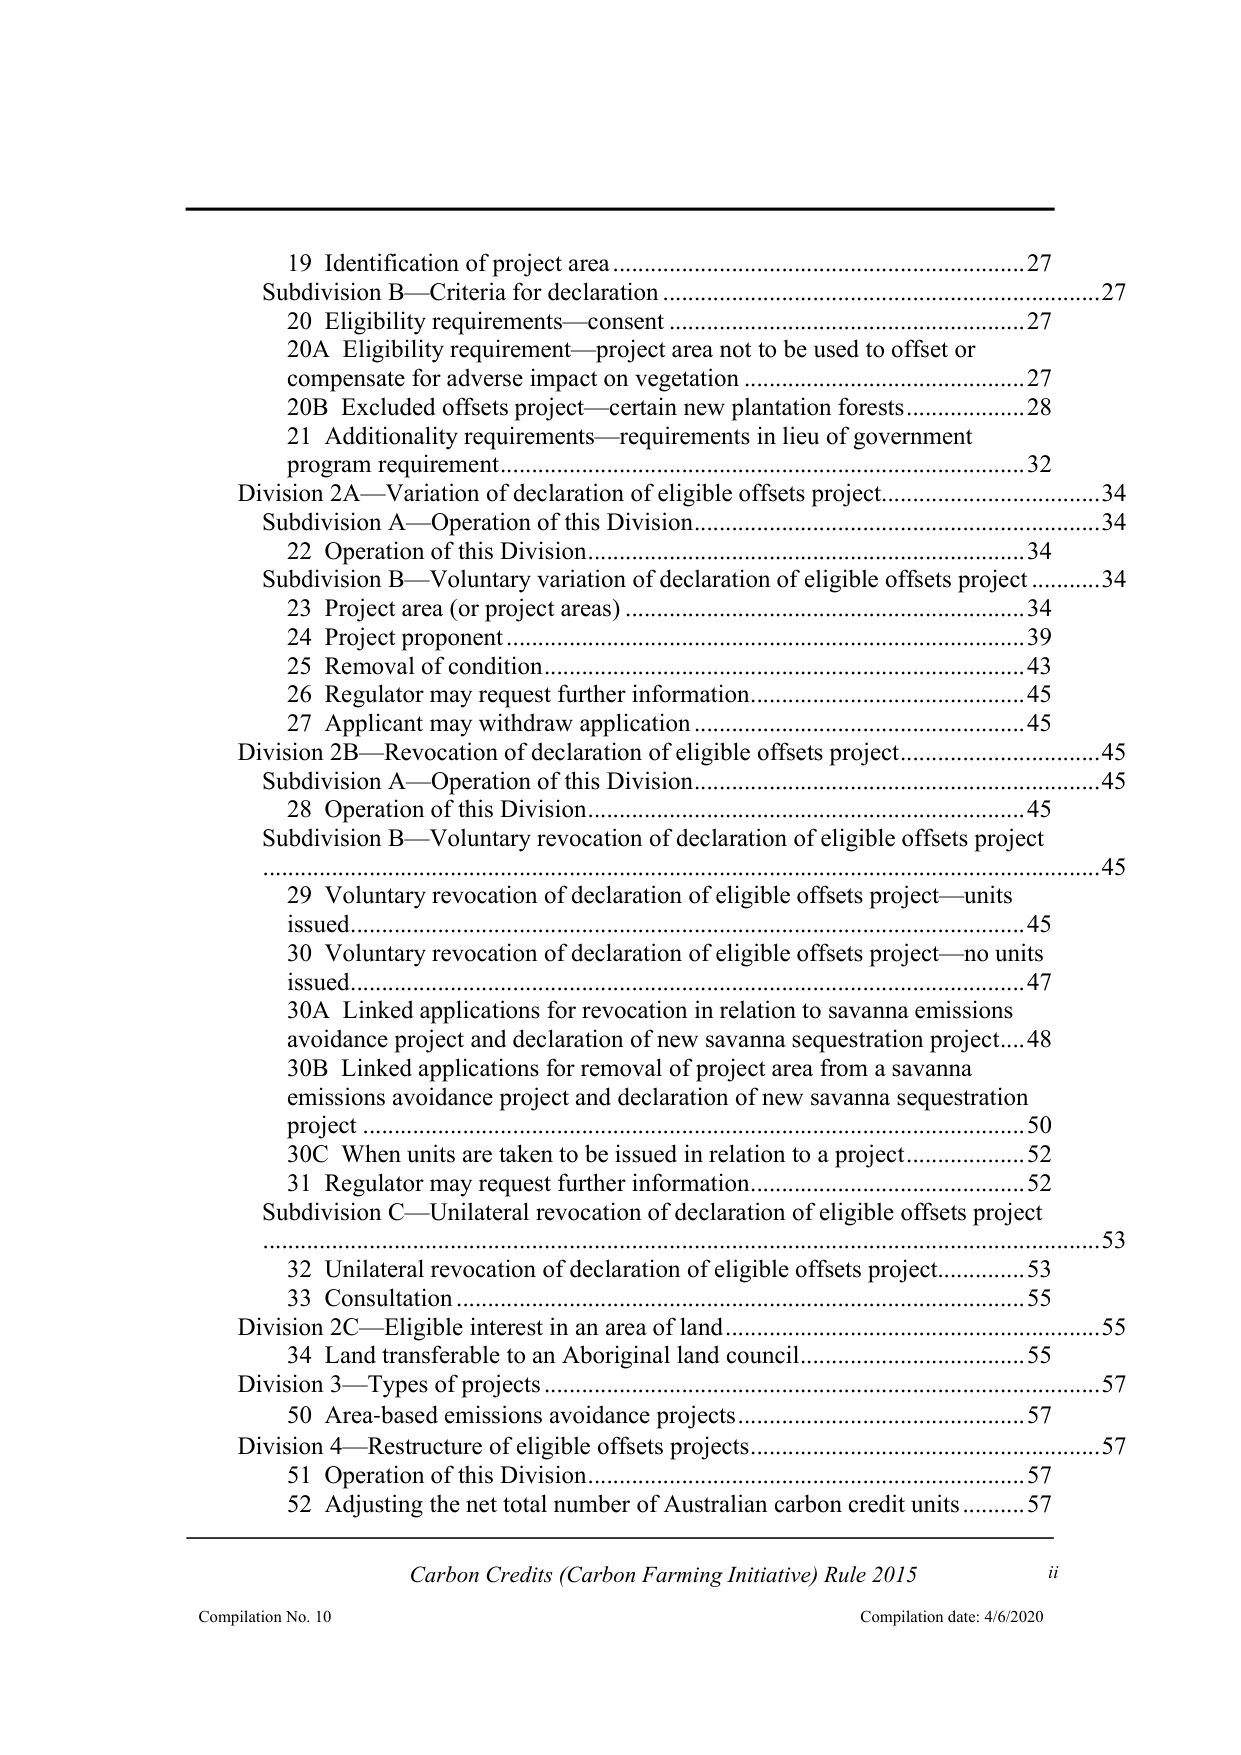 19 Identification of project area..................................................................27
Subdivision B—Criteria for declaration......................................................................27
20 Eligibility requirements—consent.........................................................27
20A Eligibility requirement—project area not to be used to offset or
compensate for adverse impact on vegetation.............................................27
20B Excluded offsets project—certain new plantation forests...................28
21 Additionality requirements—requirements in lieu of government
program requirement....................................................................................32
Division 2A—Variation of declaration of eligible offsets project...................................34
Subdivision A—Operation of this Division.................................................................34
22 Operation of this Division......................................................................34
Subdivision B—Voluntary variation of declaration of eligible offsets project...........34
23 Project area (or project areas)................................................................34
24 Project proponent...................................................................................39
25 Removal of condition.............................................................................43
26 Regulator may request further information............................................45
27 Applicant may withdraw application.....................................................45
Division 2B—Revocation of declaration of eligible offsets project................................45
Subdivision A—Operation of this Division.................................................................45
28 Operation of this Division......................................................................45
Subdivision B—Voluntary revocation of declaration of eligible offsets project
......................................................................................................................................45
29 Voluntary revocation of declaration of eligible offsets project—units
issued............................................................................................................45
30 Voluntary revocation of declaration of eligible offsets project—no units
issued............................................................................................................47
30A Linked applications for revocation in relation to savanna emissions
avoidance project and declaration of new savanna sequestration project....48
30B Linked applications for removal of project area from a savanna
emissions avoidance project and declaration of new savanna sequestration
project..........................................................................................................50
30C When units are taken to be issued in relation to a project...................52
31 Regulator may request further information............................................52
Subdivision C—Unilateral revocation of declaration of eligible offsets project
......................................................................................................................................53
32 Unilateral revocation of declaration of eligible offsets project..............53
33 Consultation...........................................................................................55
Division 2C—Eligible interest in an area of land............................................................55
34 Land transferable to an Aboriginal land council....................................55
Division 3—Types of projects.........................................................................................57
50 Area-based emissions avoidance projects..............................................57
Division 4—Restructure of eligible offsets projects........................................................57
51 Operation of this Division......................................................................57
52 Adjusting the net total number of Australian carbon credit units..........57
Carbon Credits (Carbon Farming Initiative) Rule 2015 ii
Compilation No. 10 Compilation date: 4/6/2020